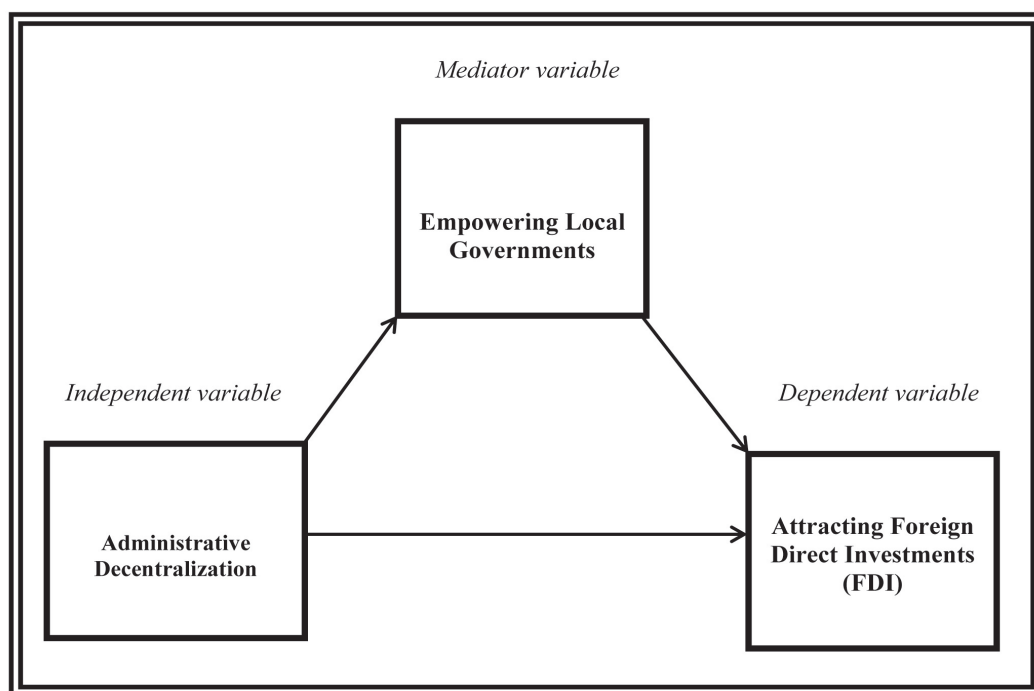 Mediator variable
Empowering Local
Governments
Independent variable
Dependent variable
Administrative
Decentralization
Attracting Foreign
Direct Investments
(FDI)